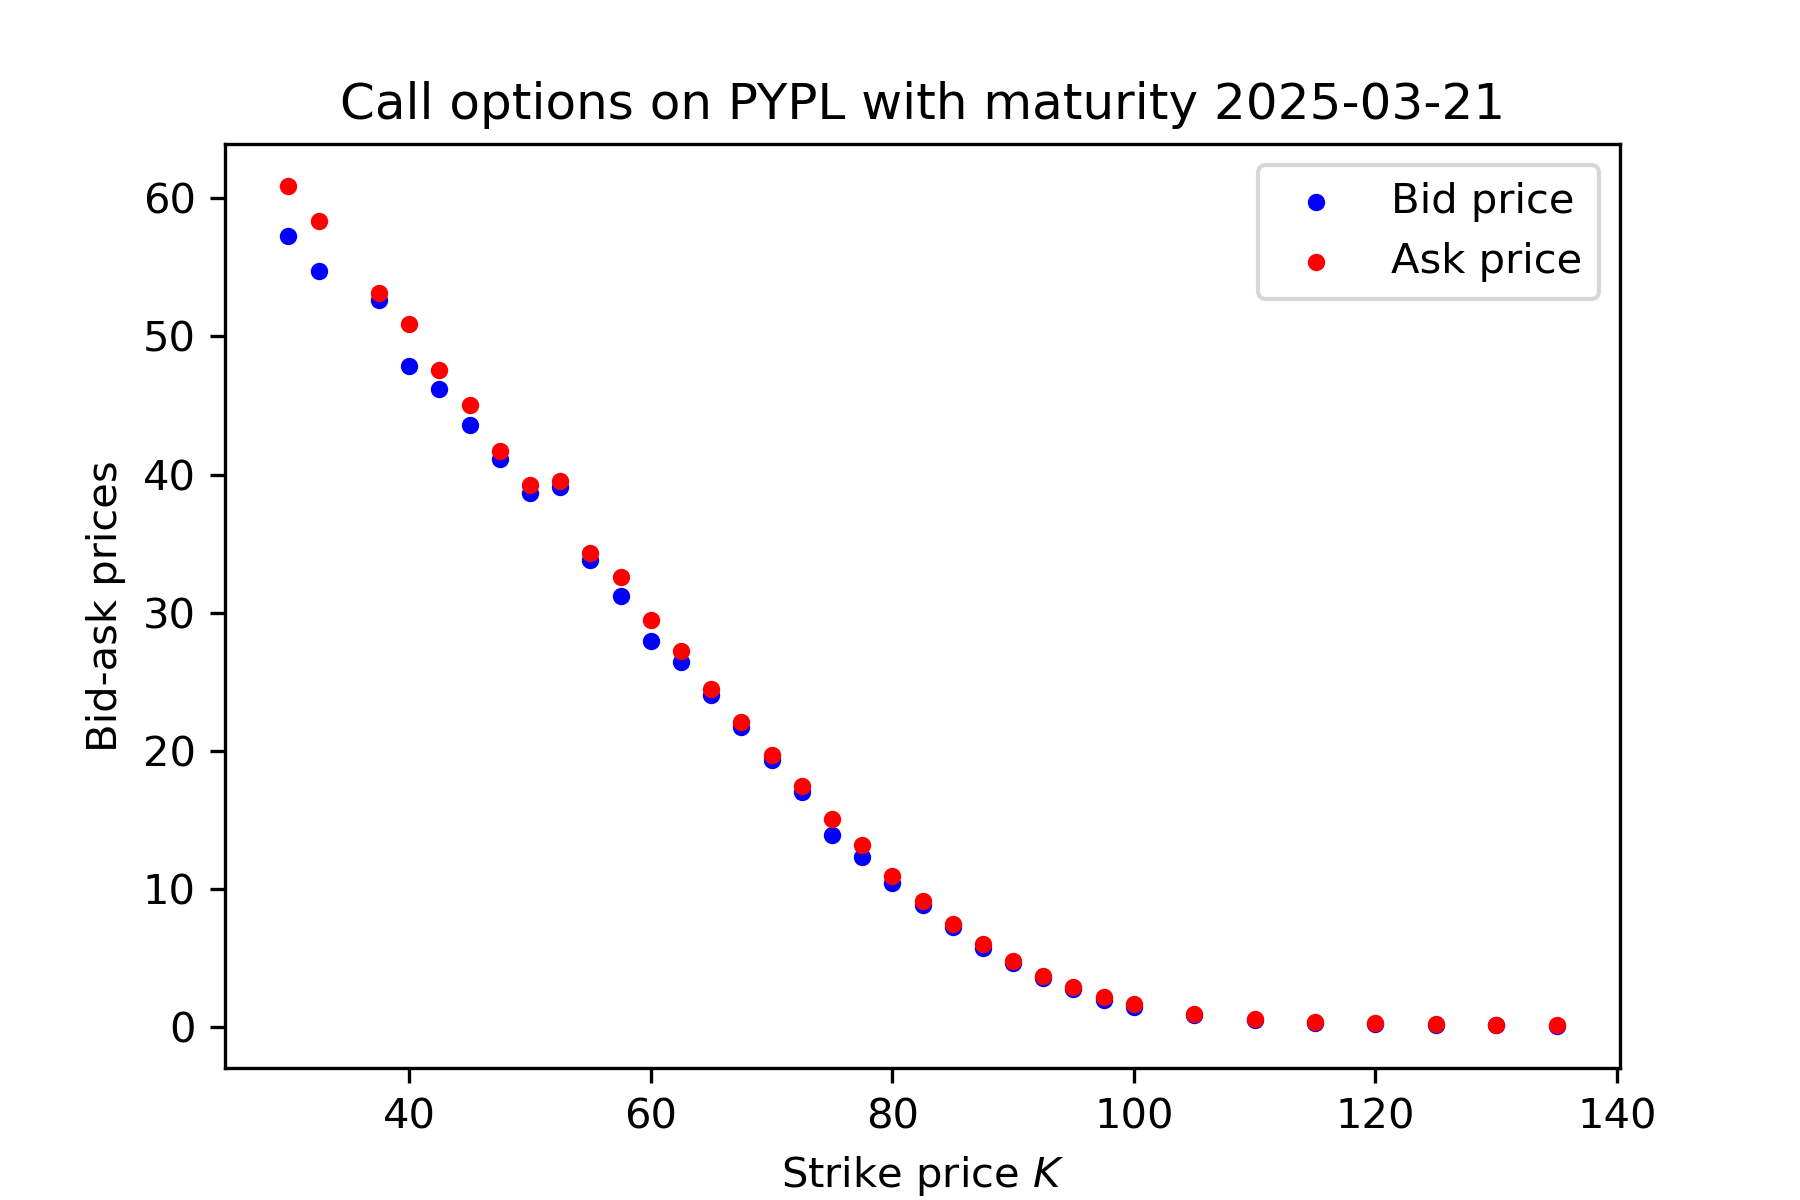 Call options on PYPL with maturity 2025-03-21
Bid price
Ask price
60
50
40
30
20
10
0
Bid-ask prices
40 60 80 100 120 140
Strike price K